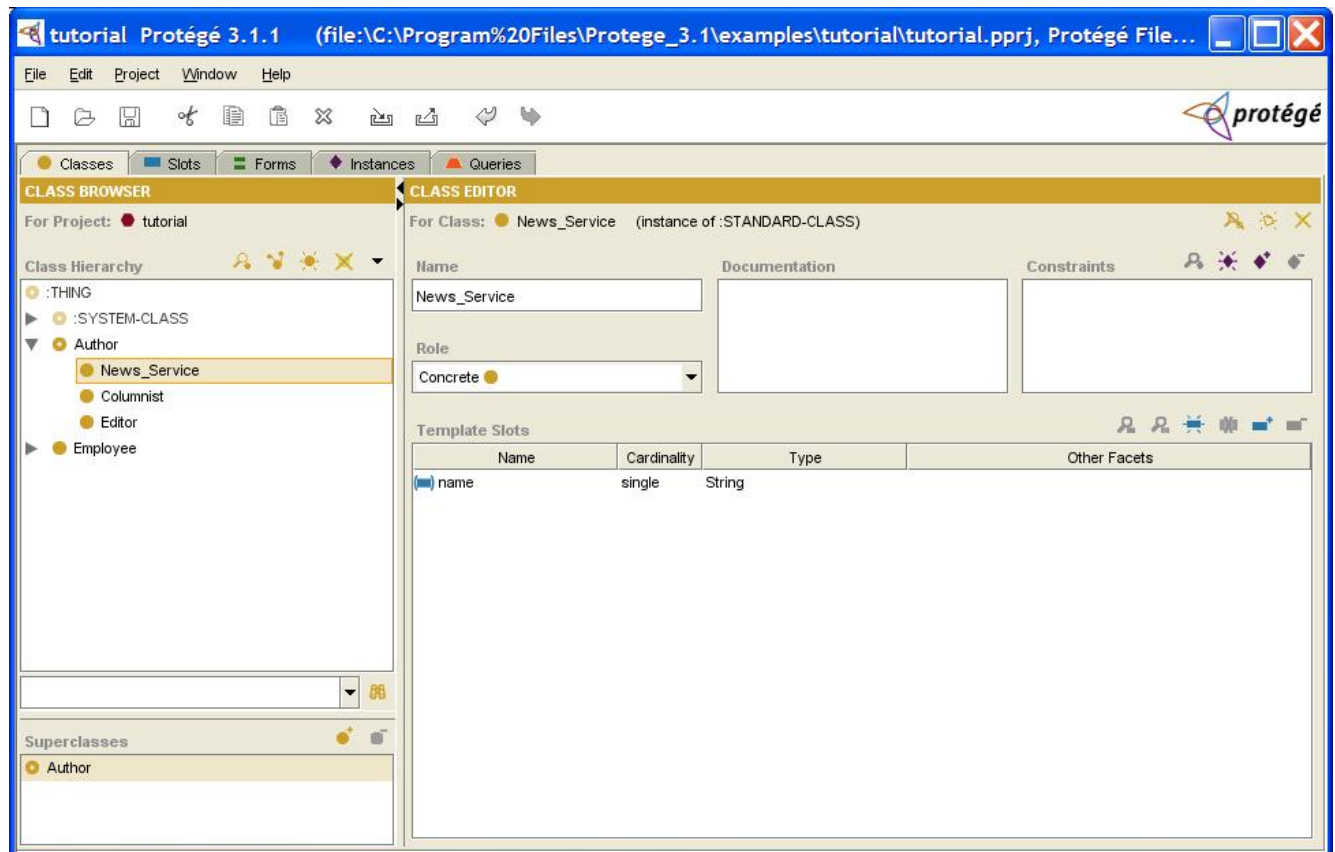 tutorial Protégé 3.1.1 (file:\C:\Program%20Files\Protege_3.1\examples\tutorial\tutorial.pprj, Protégé File...
File Edit Project Window Help
protégé
Classes Slots Forms Instances Queries
CLASS BROWSER
For Project: tutorial
Class Hierarchy
:THING
:SYSTEM-CLASS
Author
News_Service
Columnist
Editor
Employee
Superclasses
Author
CLASS EDITOR
For Class: News_Service (instance of :STANDARD-CLASS)
Name Documentation Constraints
News_Service
Role
Concrete
Template Slots
Name Cardinality Type Other Facets
name single String